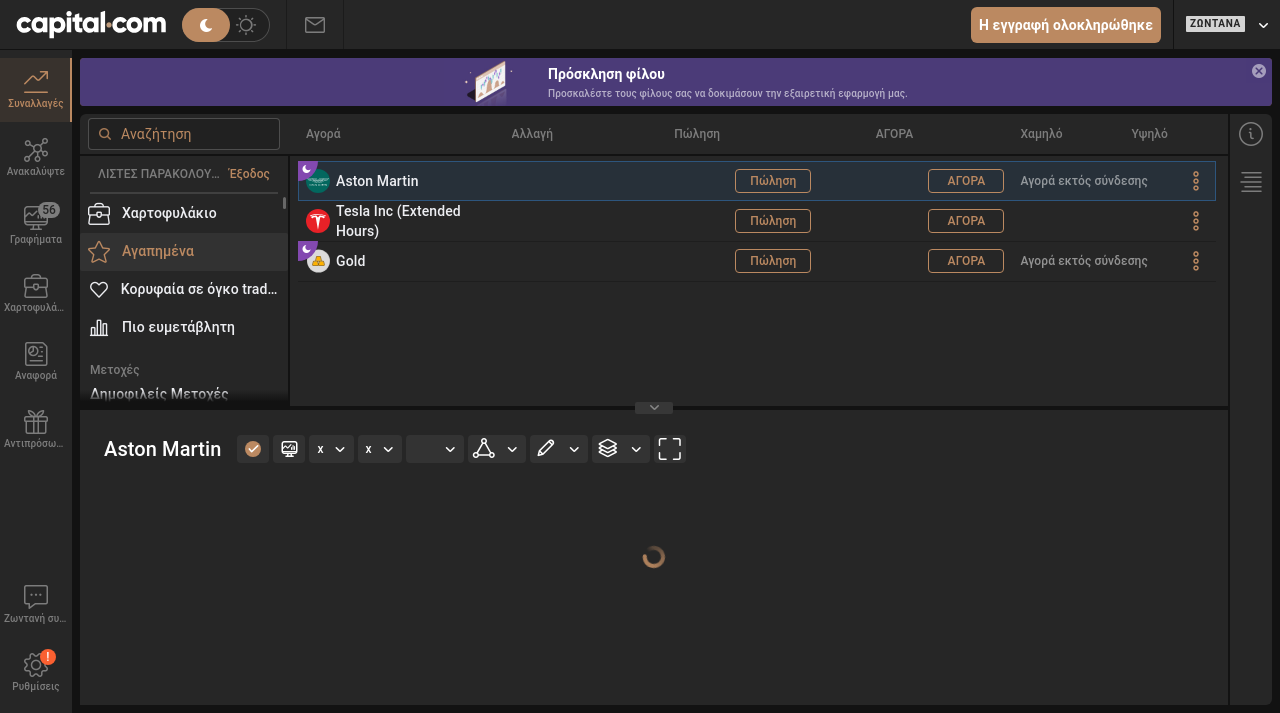 capital.com
Η εγγραφή ολοκληρώθηκε
ΖΩΝΤΑΝΑ
Πρόσκληση φίλου
Προσκαλέστε τους φίλους σας να δοκιμάσουν την εξαιρετική εφαρμογή μας.
Συναλλαγές
Ανακαλύψτε
56
Γραφήματα
Χαρτοφυλά...
Αναφορά
Αντιπρόσω...
Ζωντανή συ...
!
Ρυθμίσεις
Αναζήτηση
ΛΙΣΤΕΣ ΠΑΡΑΚΟΛΟΥ... Έξοδος
Χαρτοφυλάκιο
Αγαπημένα
Κορυφαία σε όγκο trad...
Πιο ευμετάβλητη
Μετοχές
Δημοφιλείς Μετοχές
Αγορά Αλλαγή Πώληση ΑΓΟΡΑ Χαμηλό Υψηλό
Aston Martin Πώληση ΑΓΟΡΑ Αγορά εκτός σύνδεσης
Tesla Inc (Extended
Hours) Πώληση ΑΓΟΡΑ
Gold Πώληση ΑΓΟΡΑ Αγορά εκτός σύνδεσης
Aston Martin x x